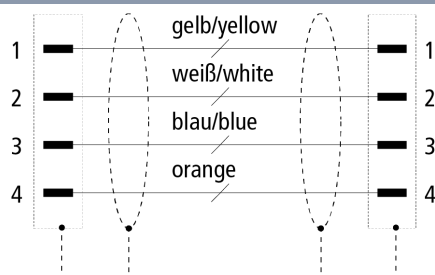 gelb/yellow
1 1
weiß/white
2 2
blau/blue
3 3
orange
4 4